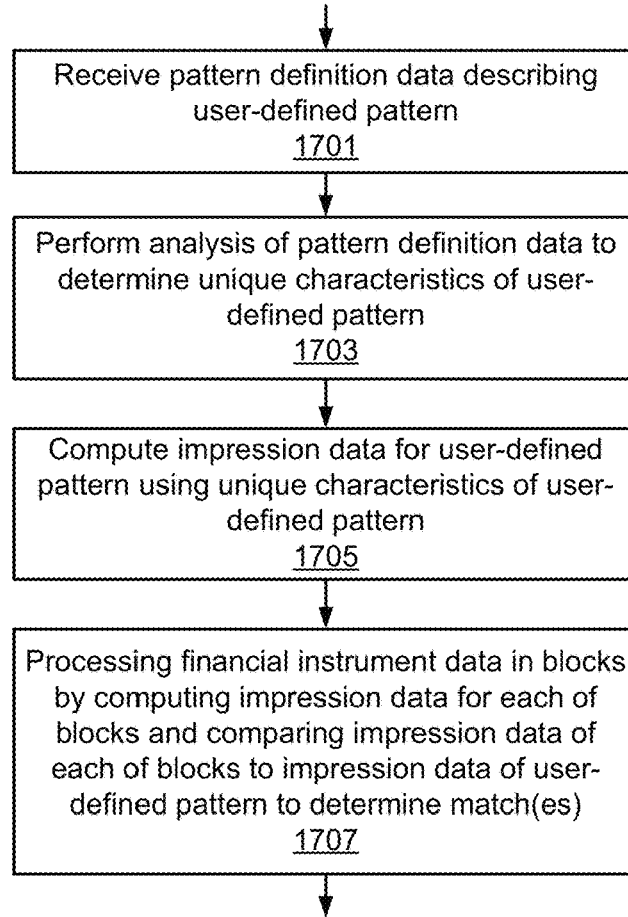 Receive pattern definition data describing
user-defined pattern
1701
Perform analysis of pattern definition data to
determine unique characteristics of user-
defined pattern
1703
Compute impression data for user-defined
pattern using unique characteristics of user-
defined pattern
1705
Processing financial instrument data in blocks
by computing impression data for each of
blocks and comparing impression data of
each of blocks to impression data of user-
defined pattern to determine match(es)
1707